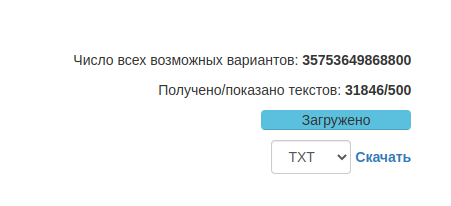 Число всех возможных вариантов: 35753649868800
Получено/показано текстов: 31846/500
Загружено
TXT Скачать